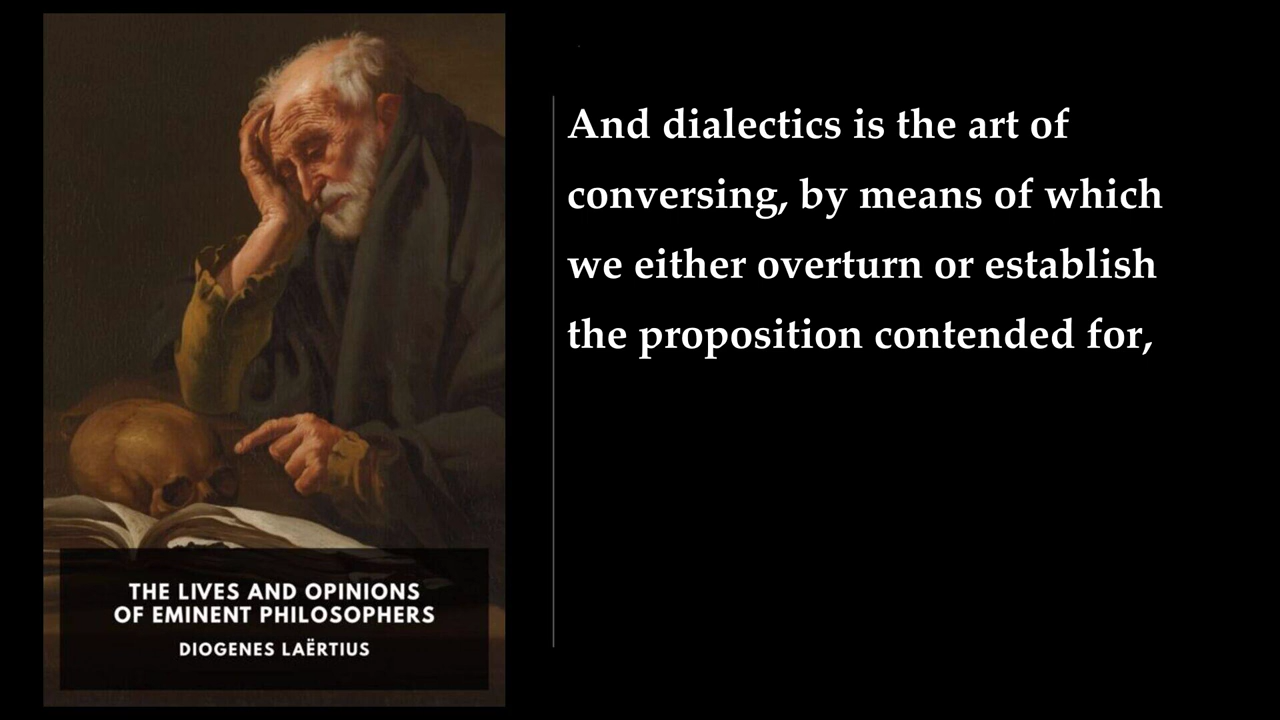 And dialectics is the art of
conversing, by means of which
we either overturn or establish
the proposition contended for,
THE LIVES AND OPINIONS
OF EMINENT PHILOSOPHERS
DIOGENES LAËRTIUS